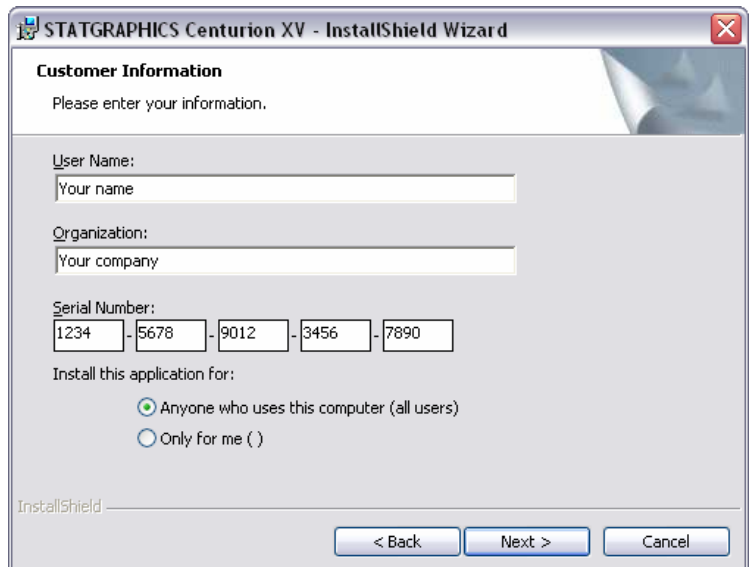 STATGRAPHICS Centurion XV - InstallShield Wizard
Customer Information
Please enter your information.
User Name:
Your name
Organization:
Your company
Serial Number:
1234 - 5678 - 9012 - 3456 - 7890
Install this application for:
Anyone who uses this computer (all users)
Only for me ( )
InstallShield
< Back Next > Cancel